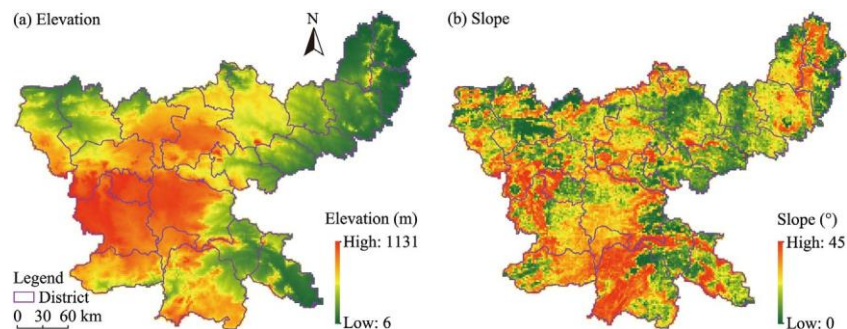 (a) Elevation
N
Elevation (m)
High: 1131
Low: 6
Legend
District
0 30 60 km
(b) Slope
Slope (°)
High: 45
Low: 0